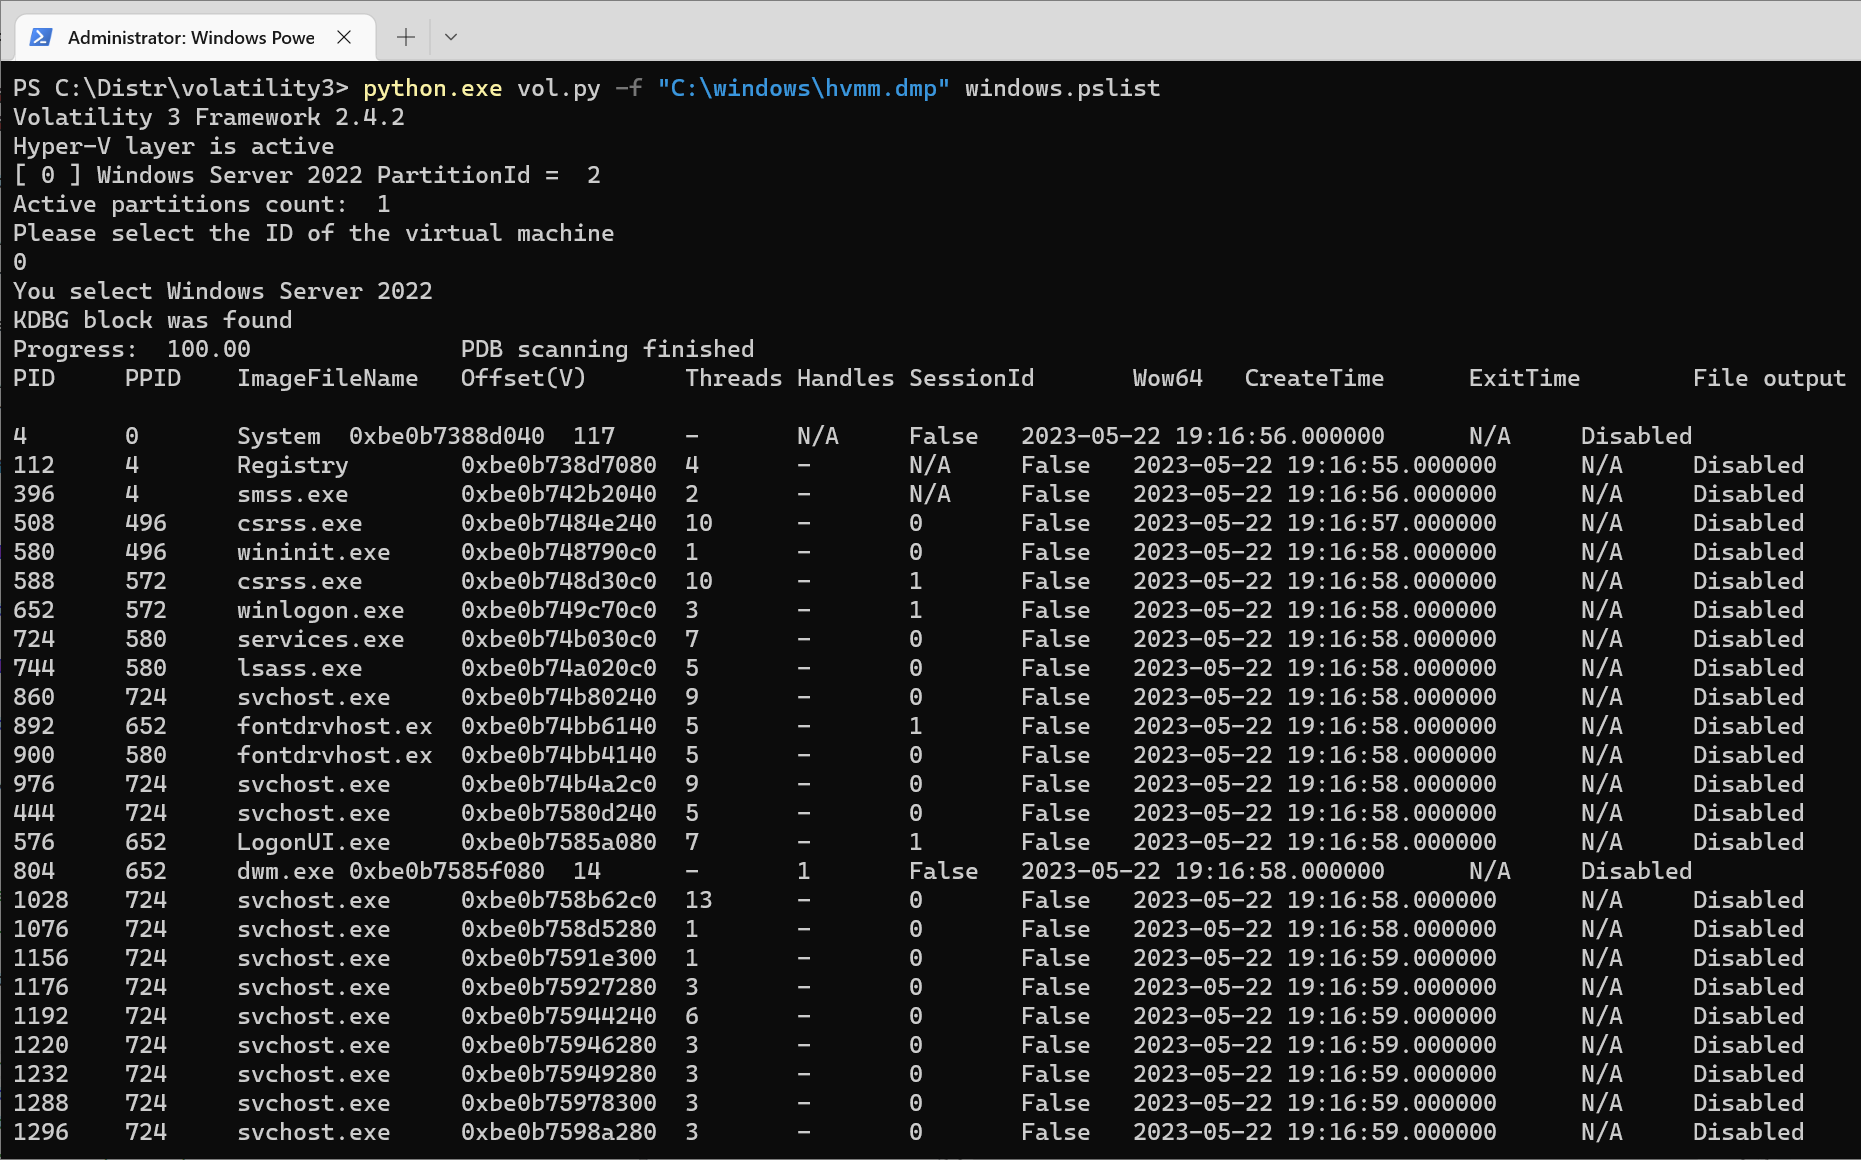 Administrator: Windows Powe
PS C:\Distr\volatility3> python.exe vol.py -f "C:\windows\hvmm.dmp" windows.pslist
Volatility 3 Framework 2.4.2
Hyper-V layer is active
[ 0 ] Windows Server 2022 PartitionId =  2
Active partitions count:  1
Please select the ID of the virtual machine
0
You select Windows Server 2022
KDBG block was found
Progress:  100.00               PDB scanning finished
PID     PPID    ImageFileName   Offset(V)       Threads Handles SessionId       Wow64   CreateTime      ExitTime        File output
4       0       System  0xbe0b7388d040  117     -       N/A     False   2023-05-22 19:16:56.000000      N/A     Disabled
112     4       Registry        0xbe0b738d7080  4       -       N/A     False   2023-05-22 19:16:55.000000      N/A     Disabled
396     4       smss.exe        0xbe0b742b2040  2       -       N/A     False   2023-05-22 19:16:56.000000      N/A     Disabled
508     496     csrss.exe       0xbe0b7484e240  10      -       0       False   2023-05-22 19:16:57.000000      N/A     Disabled
580     496     wininit.exe     0xbe0b748790c0  1       -       0       False   2023-05-22 19:16:58.000000      N/A     Disabled
588     572     csrss.exe       0xbe0b748d30c0  10      -       1       False   2023-05-22 19:16:58.000000      N/A     Disabled
652     572     winlogon.exe    0xbe0b749c70c0  3       -       1       False   2023-05-22 19:16:58.000000      N/A     Disabled
724     580     services.exe    0xbe0b74b030c0  7       -       0       False   2023-05-22 19:16:58.000000      N/A     Disabled
744     580     lsass.exe       0xbe0b74a020c0  5       -       0       False   2023-05-22 19:16:58.000000      N/A     Disabled
860     724     svchost.exe     0xbe0b74b80240  9       -       0       False   2023-05-22 19:16:58.000000      N/A     Disabled
892     652     fontdrvhost.ex  0xbe0b74bb6140  5       -       1       False   2023-05-22 19:16:58.000000      N/A     Disabled
900     580     fontdrvhost.ex  0xbe0b74bb4140  5       -       0       False   2023-05-22 19:16:58.000000      N/A     Disabled
976     724     svchost.exe     0xbe0b74b4a2c0  9       -       0       False   2023-05-22 19:16:58.000000      N/A     Disabled
444     724     svchost.exe     0xbe0b7580d240  5       -       0       False   2023-05-22 19:16:58.000000      N/A     Disabled
576     652     LogonUI.exe     0xbe0b7585a080  7       -       1       False   2023-05-22 19:16:58.000000      N/A     Disabled
804     652     dwm.exe 0xbe0b7585f080  14      -       1       False   2023-05-22 19:16:58.000000      N/A     Disabled
1028    724     svchost.exe     0xbe0b758b62c0  13      -       0       False   2023-05-22 19:16:58.000000      N/A     Disabled
1076    724     svchost.exe     0xbe0b758d5280  1       -       0       False   2023-05-22 19:16:58.000000      N/A     Disabled
1156    724     svchost.exe     0xbe0b7591e300  1       -       0       False   2023-05-22 19:16:59.000000      N/A     Disabled
1176    724     svchost.exe     0xbe0b75927280  3       -       0       False   2023-05-22 19:16:59.000000      N/A     Disabled
1192    724     svchost.exe     0xbe0b75944240  6       -       0       False   2023-05-22 19:16:59.000000      N/A     Disabled
1220    724     svchost.exe     0xbe0b75946280  3       -       0       False   2023-05-22 19:16:59.000000      N/A     Disabled
1232    724     svchost.exe     0xbe0b75949280  3       -       0       False   2023-05-22 19:16:59.000000      N/A     Disabled
1288    724     svchost.exe     0xbe0b75978300  3       -       0       False   2023-05-22 19:16:59.000000      N/A     Disabled
1296    724     svchost.exe     0xbe0b7598a280  3       -       0       False   2023-05-22 19:16:59.000000      N/A     Disabled